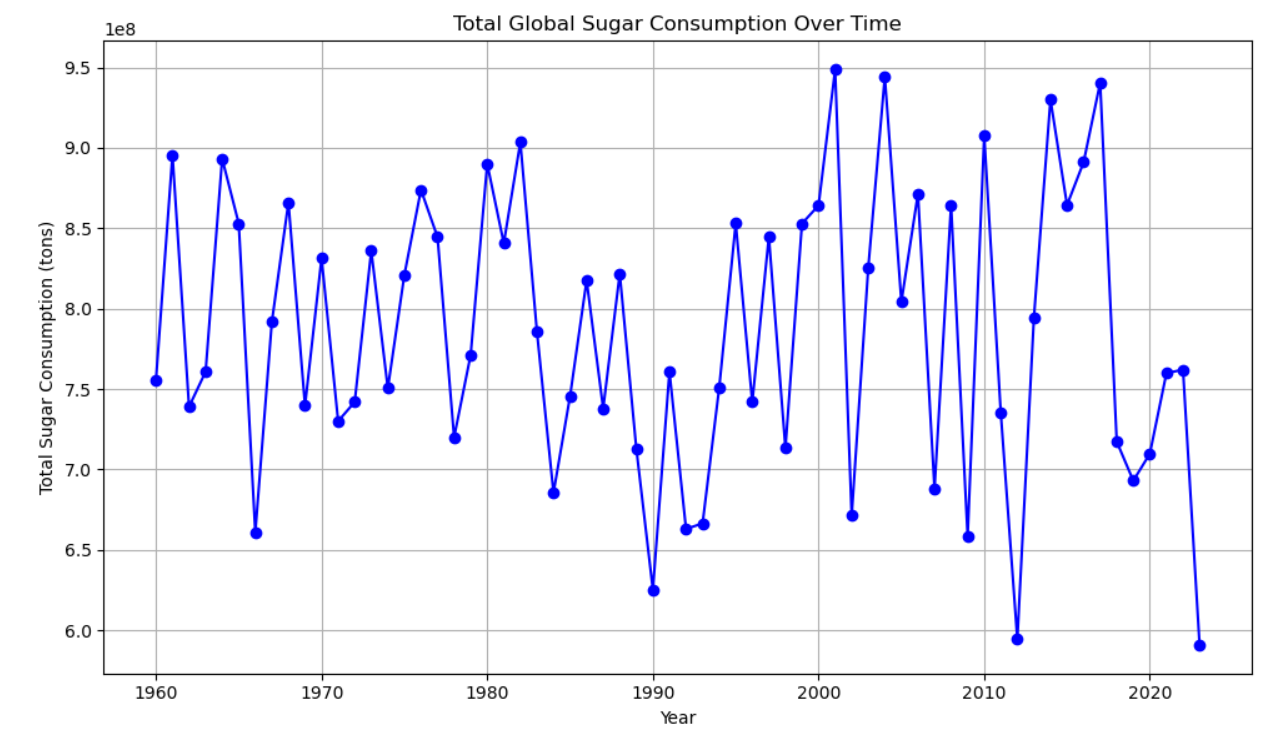 Total Global Sugar Consumption Over Time
1e8
9.5
9.0
8.5
8.0
7.5
7.0
6.5
6.0
Total Sugar Consumption (tons)
1960 1970 1980 1990 2000 2010 2020
Year